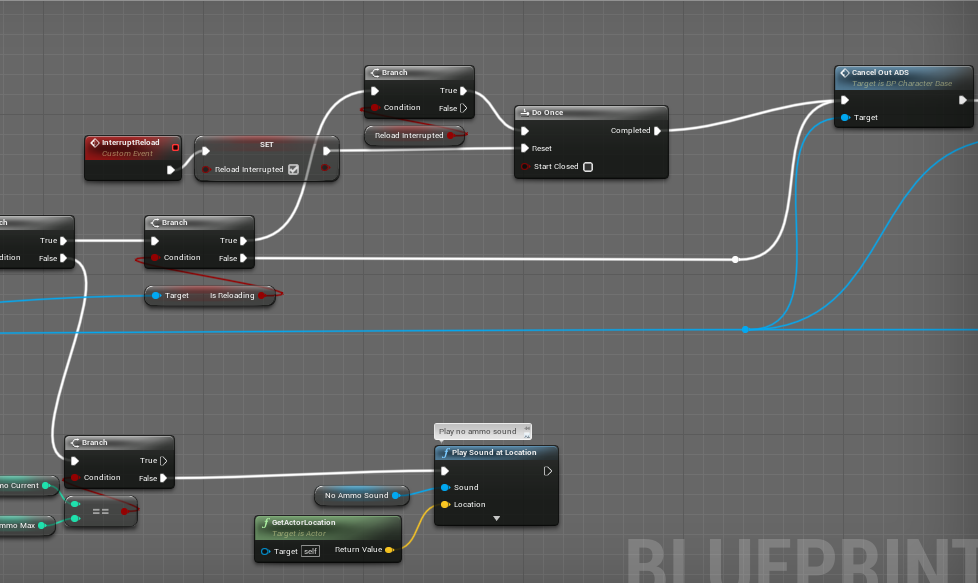 Branch
True
Condition
False
Reload Interrupted
Cancel Out ADS
Target is BP Character Base
Target
Do Once
Completed
Reset
Start Closed
InterruptReload
Custom Event
SET
Reload Interrupted
ch
True
dition
False
Branch
True
Condition
False
Target Is Reloading
Play no ammo sound
Branch
True
Condition
False
mo Current
==
mmo Max
f Play Sound at Location
Sound
Location
No Ammo Sound
f GetActorLocation
Target is Actor
Target self Return Value
BLUEPRINT